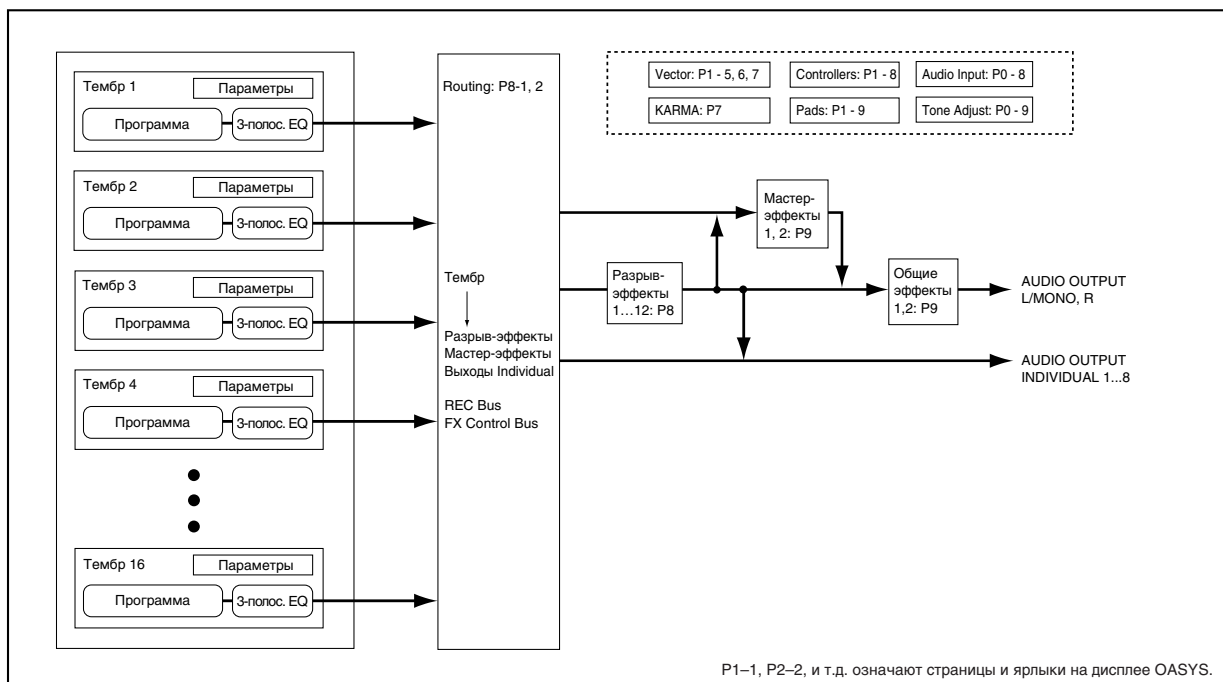 Тембр 1
Параметры
Программа
3-полос. EQ
Тембр 2
Параметры
Программа
3-полос. EQ
Тембр 3
Параметры
Программа
3-полос. EQ
Тембр 4
Параметры
Программа
3-полос. EQ
Тембр 16
Параметры
Программа
3-полос. EQ
Routing: P8-1, 2
Тембр
Разрыв-эффекты
Мастер-эффекты
Выходы Individual
REC Bus
FX Control Bus
Vector: P1 - 5, 6, 7
Controllers: P1 - 8
Audio Input: P0 - 8
KARMA: P7
Pads: P1 - 9
Tone Adjust: P0 - 9
Мастер-
эффекты
1, 2: P9
Разрыв-
эффекты
1...12: P8
Общие
эффекты
1,2: P9
AUDIO OUTPUT
L/MONO, R
AUDIO OUTPUT
INDIVIDUAL 1...8
P1–1, P2–2, и т.д. означают страницы и ярлыки на дисплее OASYS.